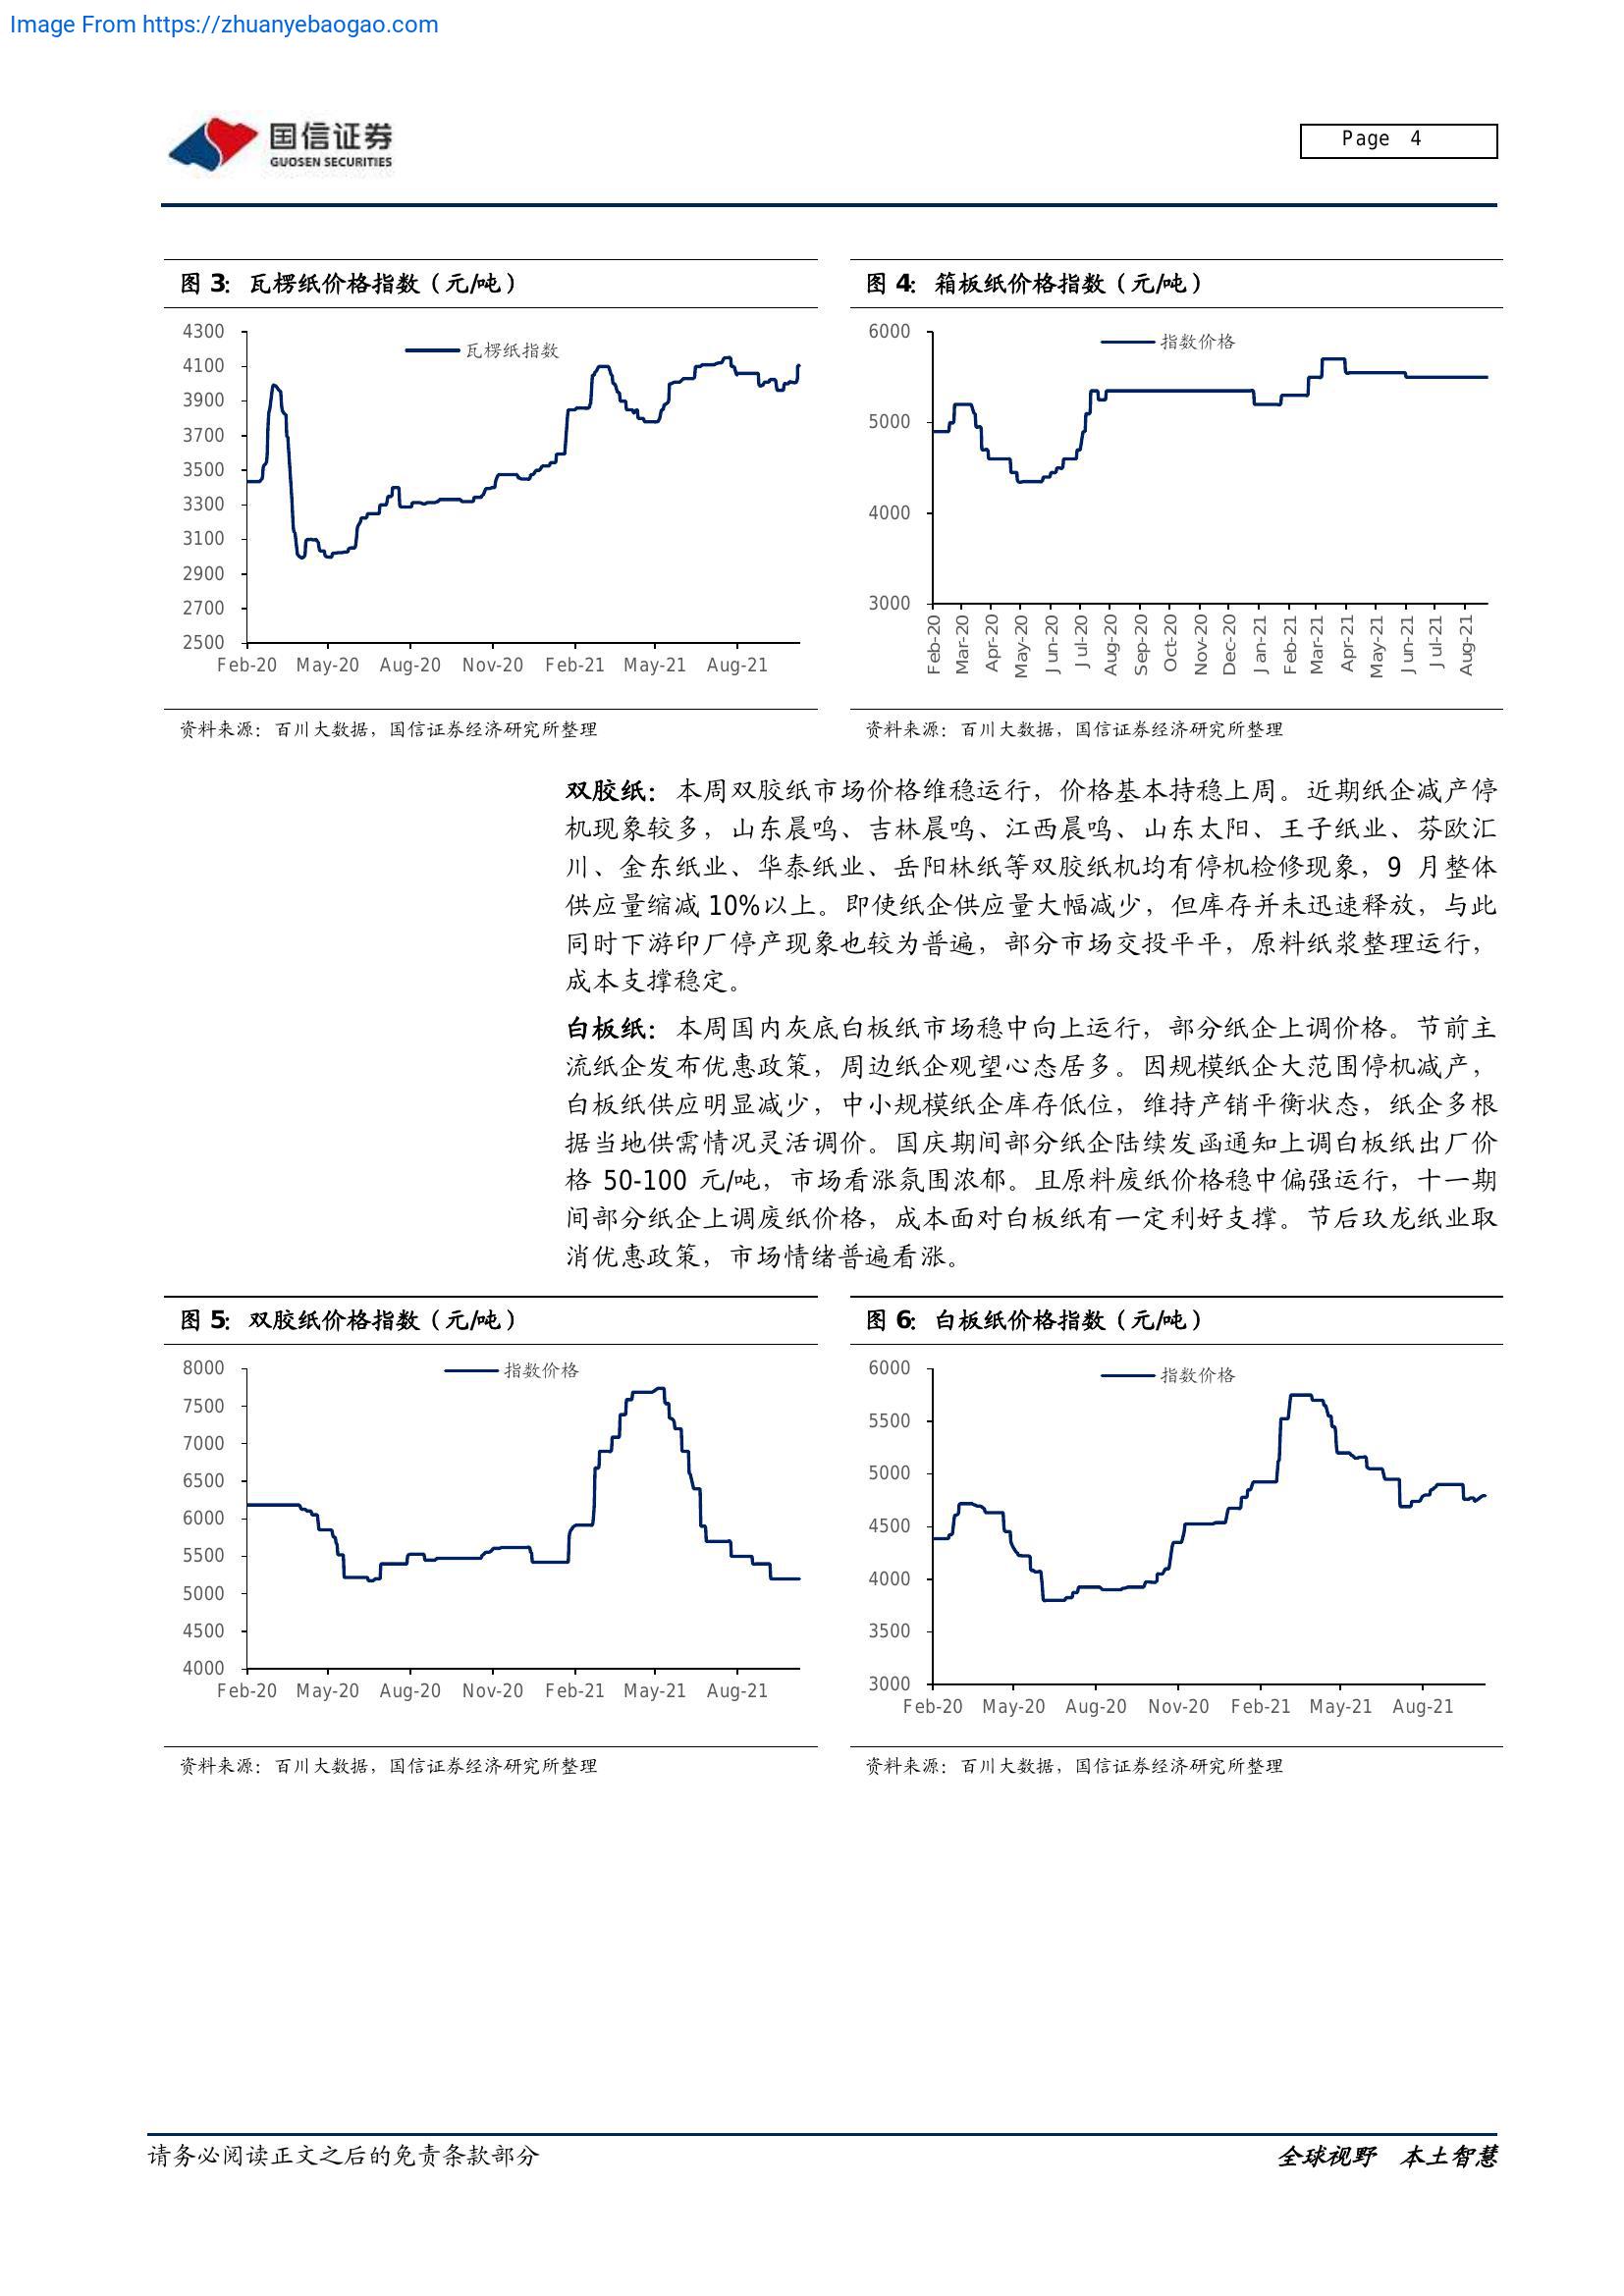 Image From https://zhuanyebaogao.com
国信证券
GUOSEN SECURITIES
Page 4
图 3：瓦楞纸价格指数（元/吨）
瓦楞纸指数
4300
4100
3900
3700
3500
3300
3100
2900
2700
2500
Feb-20 May-20 Aug-20 Nov-20 Feb-21 May-21 Aug-21
资料来源：百川大数据，国信证券经济研究所整理
图 4：箱板纸价格指数（元/吨）
指数价格
6000
5000
4000
3000
Feb-20 Mar-20 Apr-20 May-20 Jun-20 Jul-20 Aug-20 Sep-20 Oct-20 Nov-20 Dec-20 Jan-21 Feb-21 Mar-21 Apr-21 May-21 Jun-21 Jul-21 Aug-21
资料来源：百川大数据，国信证券经济研究所整理
双胶纸：本周双胶纸市场价格维稳运行，价格基本持稳上周。近期纸企减产停
机现象较多，山东晨鸣、吉林晨鸣、江西晨鸣、山东太阳、王子纸业、芬欧汇
川、金东纸业、华泰纸业、岳阳林纸等双胶纸机均有停机检修现象，9 月整体
供应量缩减 10%以上。即使纸企供应量大幅减少，但库存并未迅速释放，与此
同时下游印厂停产现象也较为普遍，部分市场交投平平，原料纸浆整理运行，
成本支撑稳定。
白板纸：本周国内灰底白板纸市场稳中向上运行，部分纸企上调价格。节前主
流纸企发布优惠政策，周边纸企观望心态居多。因规模纸企大范围停机减产，
白板纸供应明显减少，中小规模纸企库存低位，维持产销平衡状态，纸企多根
据当地供需情况灵活调价。国庆期间部分纸企陆续发函通知上调白板纸出厂价
格 50-100 元/吨，市场看涨氛围浓郁。且原料废纸价格稳中偏强运行，十一期
间部分纸企上调废纸价格，成本面对白板纸有一定利好支撑。节后玖龙纸业取
消优惠政策，市场情绪普遍看涨。
图 5：双胶纸价格指数（元/吨）
指数价格
8000
7500
7000
6500
6000
5500
5000
4500
4000
Feb-20 May-20 Aug-20 Nov-20 Feb-21 May-21 Aug-21
资料来源：百川大数据，国信证券经济研究所整理
图 6：白板纸价格指数（元/吨）
指数价格
6000
5500
5000
4500
4000
3500
3000
Feb-20 May-20 Aug-20 Nov-20 Feb-21 May-21 Aug-21
资料来源：百川大数据，国信证券经济研究所整理
请务必阅读正文之后的免责条款部分
全球视野 本土智慧